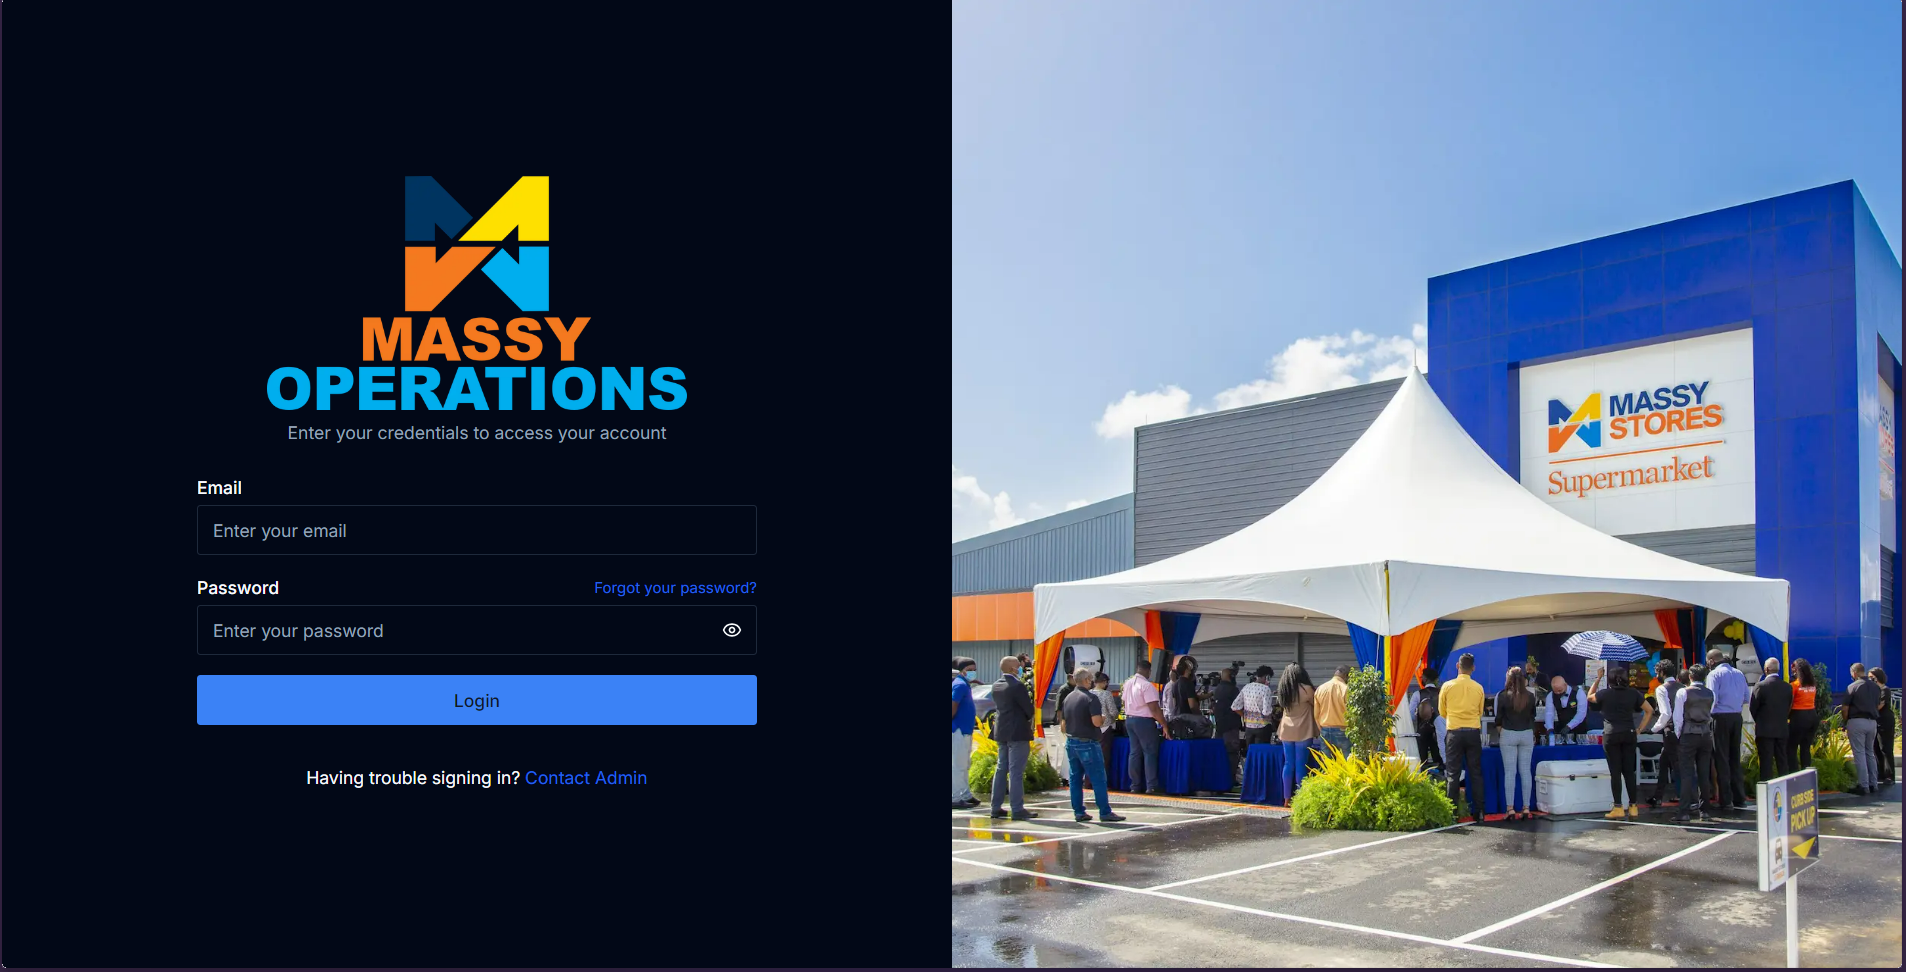 MASSY
OPERATIONS
Enter your credentials to access your account
Email
Enter your email
Password
Forgot your password?
Enter your password
Login
Having trouble signing in? Contact Admin
MASSY
STORES
Supermarket
CURBSIDE
PICK UP